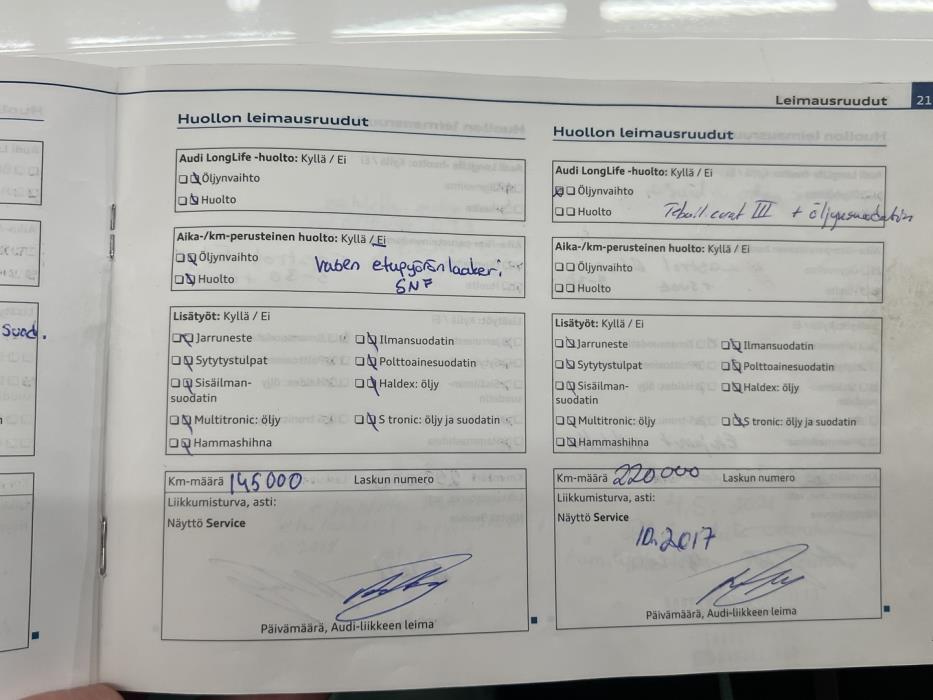 Leimausruudut 21
Suod.
Huollon leimausruudut
Audi LongLife -huolto: Kyllä / Ei
Öljynvaihto
Huolto
Aika-/km-perusteinen huolto: Kyllä / Ei
Öljynvaihto
Huolto
etupyörän laakeri
Lisätyöt: Kyllä / Ei
Jarruneste
Ilmansuodatin
Sytytystulpat
Polttoainesuodatin
Sisäilman-
suodatin
Haldex: öljy
Multitronic: öljy
S tronic: öljy ja suodatin
Hammashihna
Km-määrä 145000 Laskun numero
Liikkumisturva, asti:
Näyttö Service
Päivämäärä, Audi-liikkeen leima
Huollon leimausruudut
Audi LongLife -huolto: Kyllä / Ei
Öljynvaihto
Huolto
III + öljynsuodatin
Aika-/km-perusteinen huolto: Kyllä / Ei
Öljynvaihto
Huolto
Lisätyöt: Kyllä / Ei
Jarruneste
Ilmansuodatin
Sytytystulpat
Polttoainesuodatin
Sisäilman-
suodatin
Haldex: öljy
Multitronic: öljy
S tronic: öljy ja suodatin
Hammashihna
Km-määrä 220000 Laskun numero
Liikkumisturva, asti:
Näyttö Service
10.2017
Päivämäärä, Audi-liikkeen leima